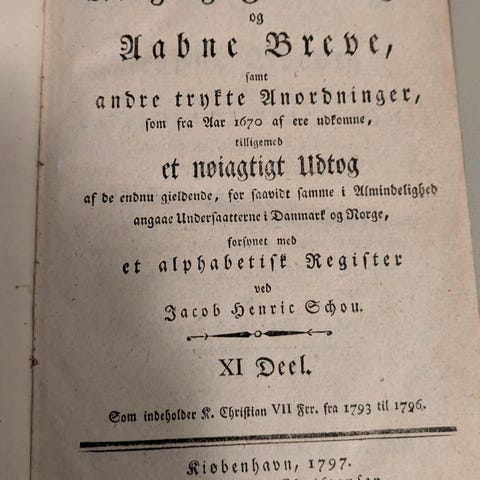 og
Aabne Breve,
samt
andre trykte Anordninger,
som fra Aar 1670 af ere udkomne,
tilligemed
et nøiagtigt Udtog
af de endnu gieldende, for saavidt samme i Almindelighed
angaae Undersaatterne i Danmark og Norge,
forsynet med
et alphabetisk Register
ved
Jacob Henric Schou.
XI Deel.
Som indeholder K. Christian VII Frr. fra 1793 til 1796.
Kiøbenhavn, 1797.